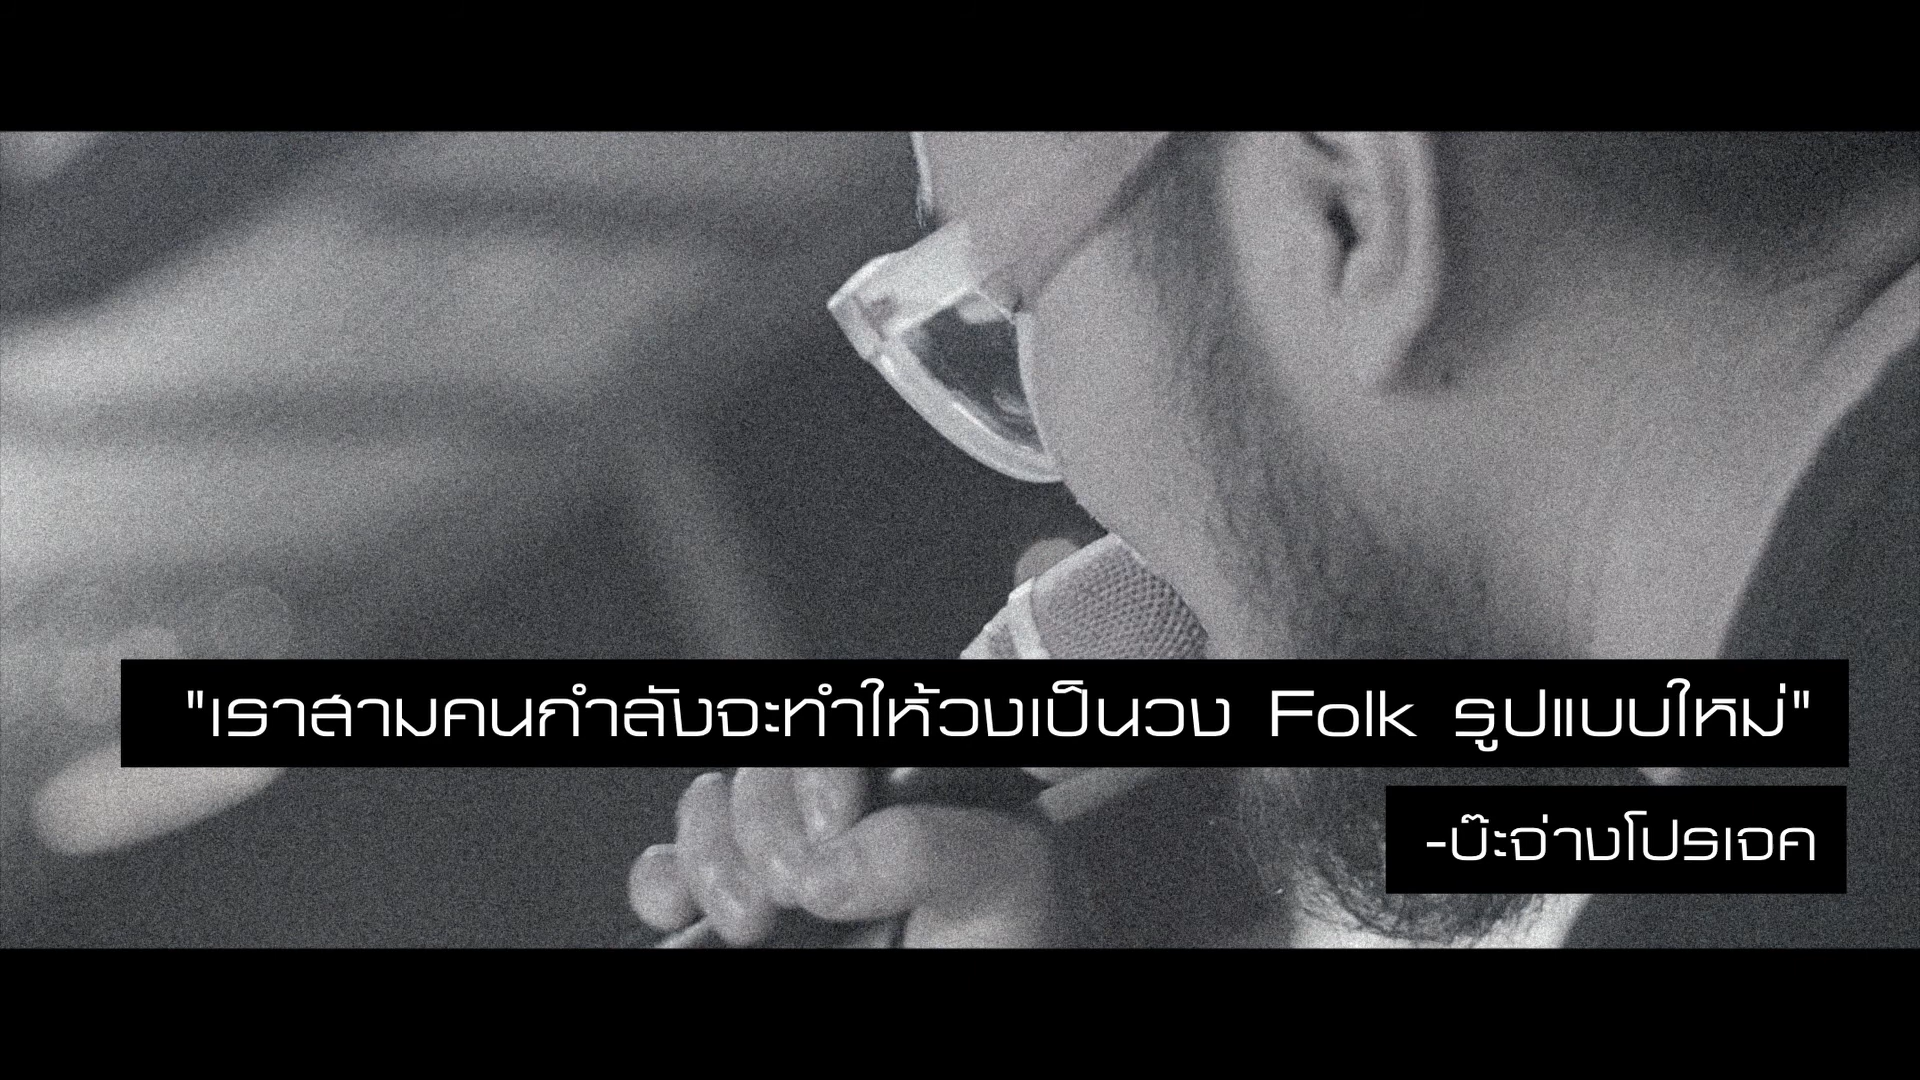 "เราสามคนกำลังจะทำให้วงเป็นวง Folk รูปแบบใหม่"
-บ๊ะจ่างโปรเจค